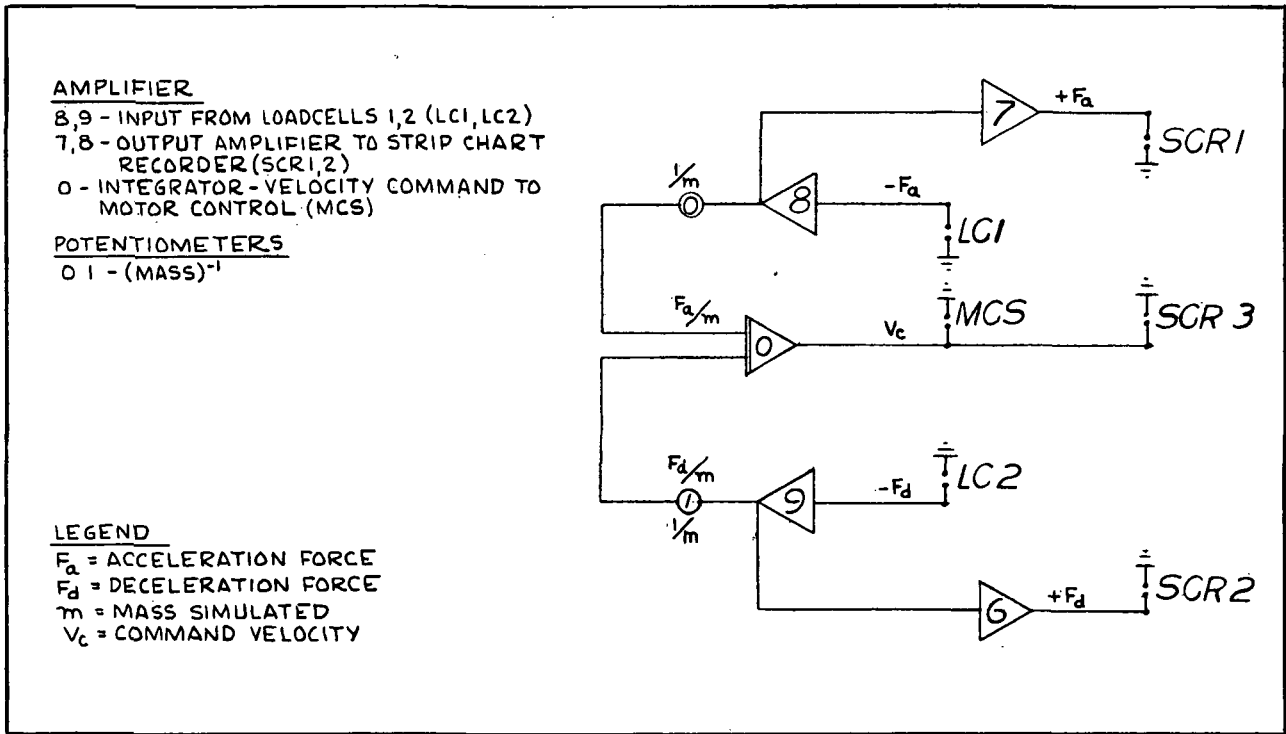 AMPLIFIER
8,9 - INPUT FROM LOADCELLS 1,2 (LC1, LC2)
7,8 - OUTPUT AMPLIFIER TO STRIP CHART
RECORDER (SCR1,2)
0 - INTEGRATOR - VELOCITY COMMAND TO
MOTOR CONTROL (MCS)
POTENTIOMETERS
0 1 - (MASS)⁻¹
LEGEND
Fa = ACCELERATION FORCE
Fd = DECELERATION FORCE
m = MASS SIMULATED
Vc = COMMAND VELOCITY
7
+Fa
SCR1
1/m
0
8
-Fa
LC1
Fa/m
0
Vc
MCS
SCR 3
Fd/m
1
1/m
9
-Fd
LC2
6
+Fd
SCR2